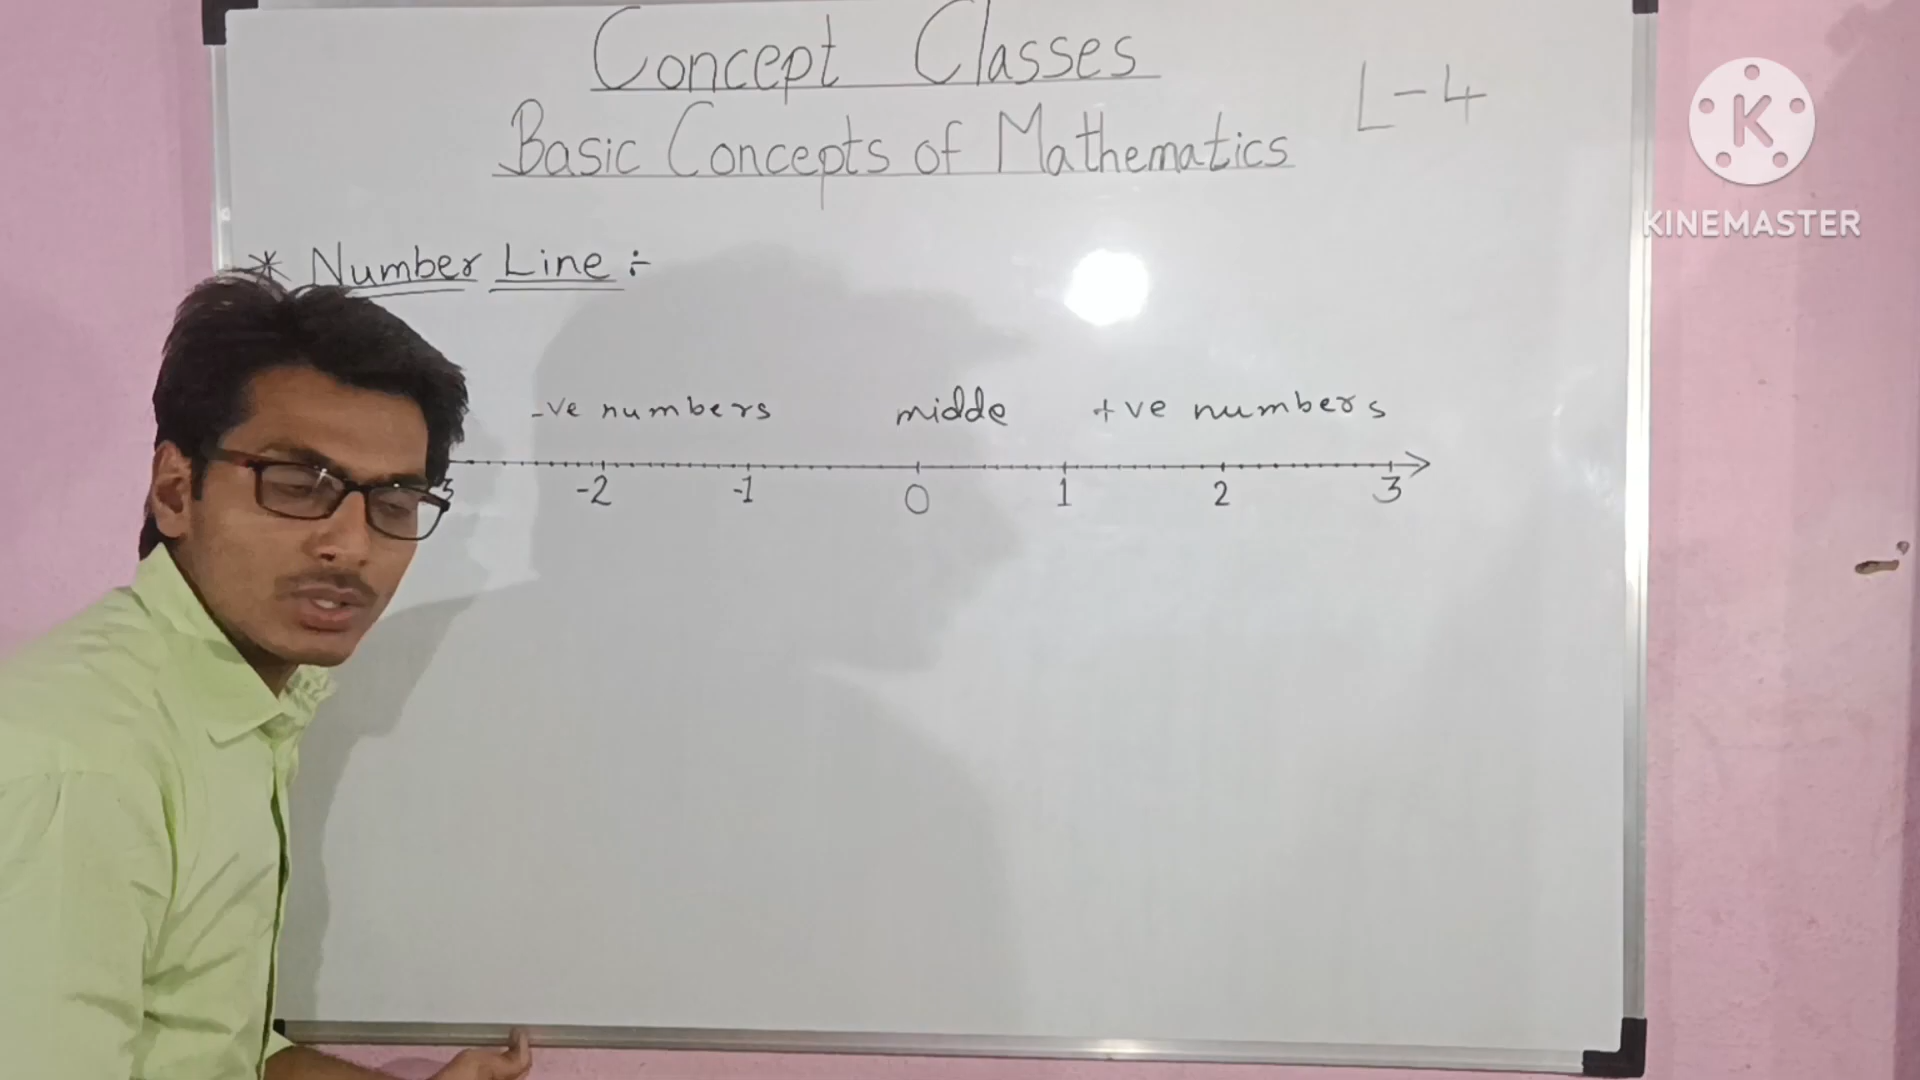 Concept Classes
Basic Concepts of Mathematics L-4
K
KINEMASTER
* Number Line :-
-ve numbers midde +ve numbers
3 -2 -1 0 1 2 3